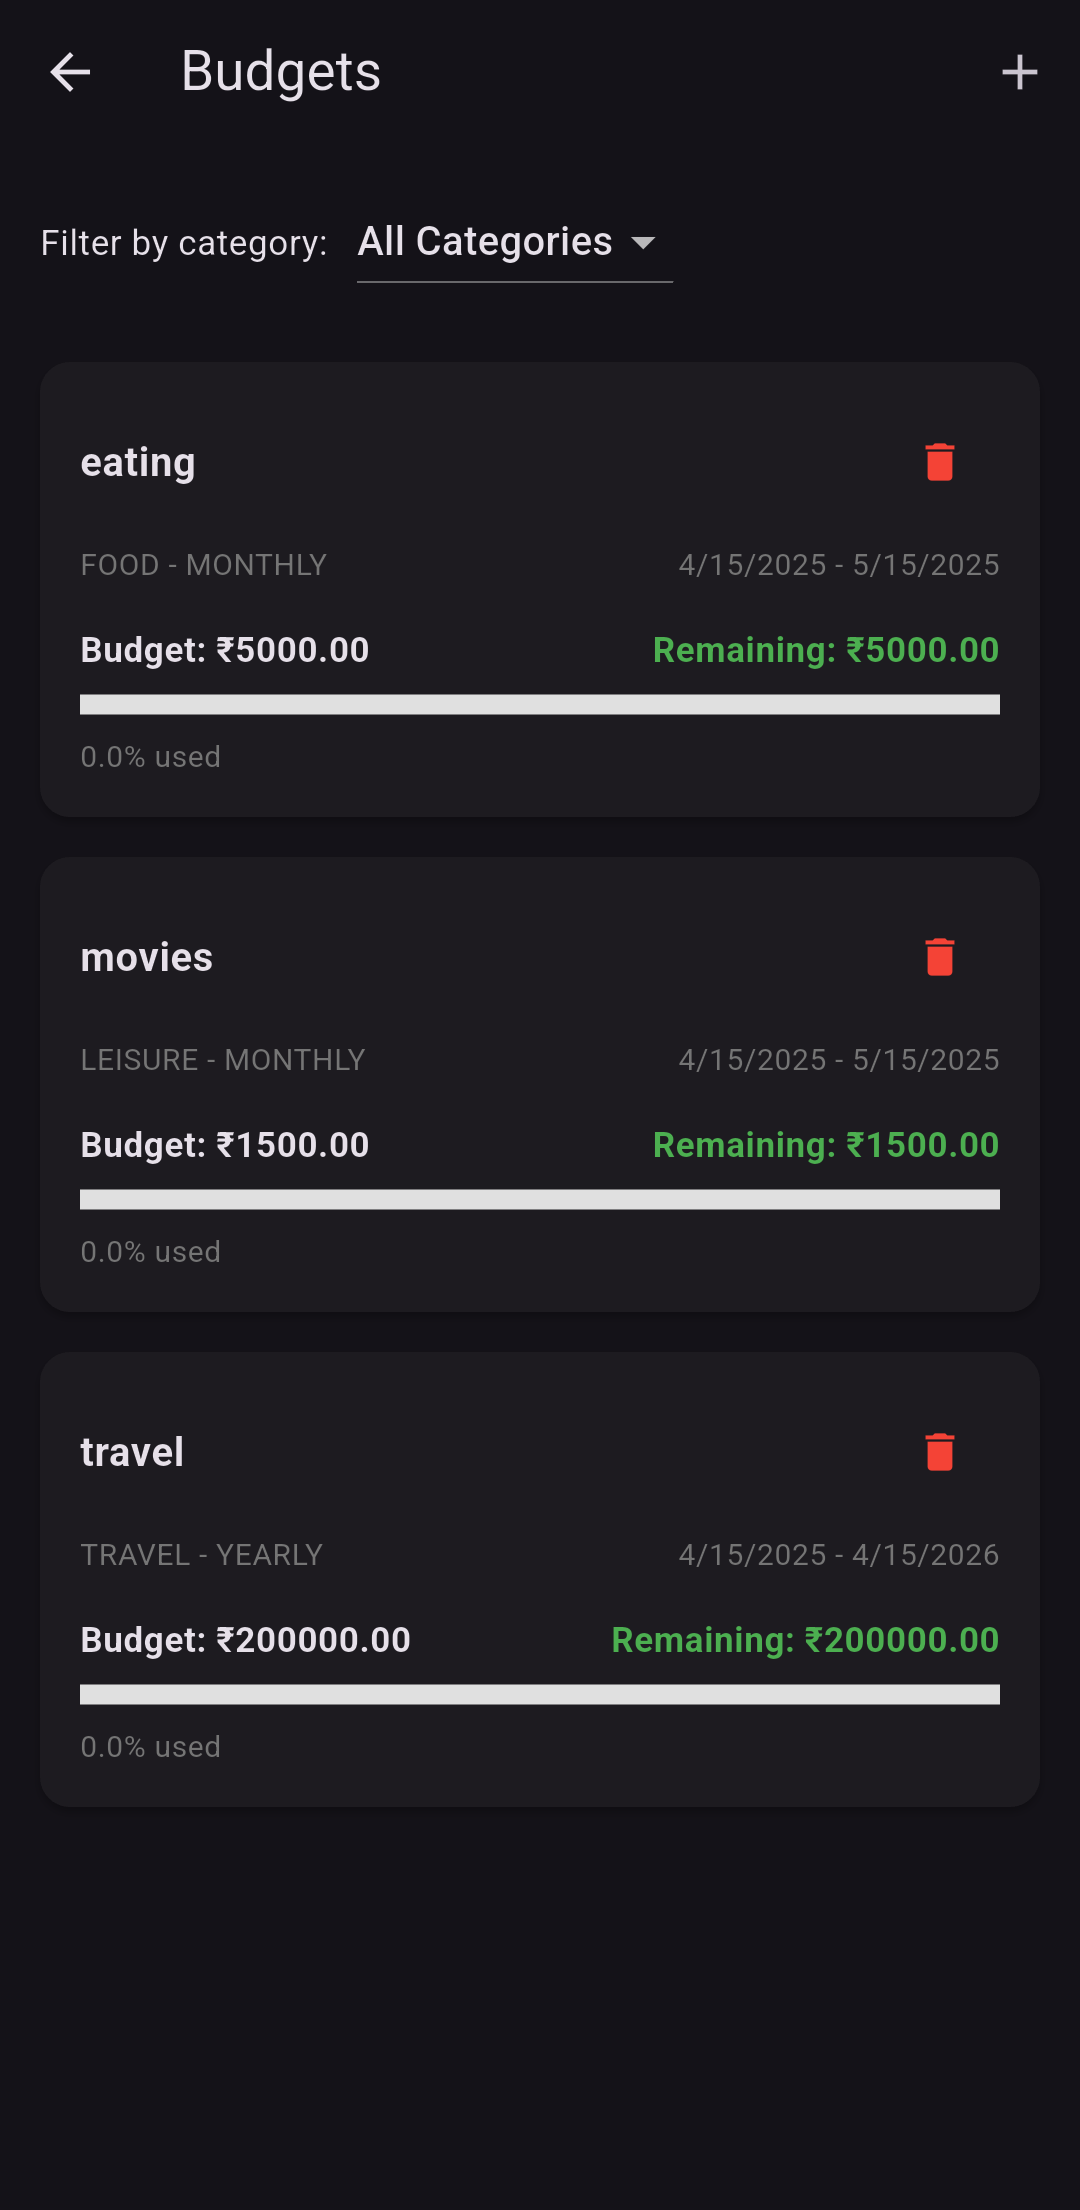 Budgets
Filter by category: All Categories
eating
FOOD - MONTHLY 4/15/2025 - 5/15/2025
Budget: ₹5000.00 Remaining: ₹5000.00
0.0% used
movies
LEISURE - MONTHLY 4/15/2025 - 5/15/2025
Budget: ₹1500.00 Remaining: ₹1500.00
0.0% used
travel
TRAVEL - YEARLY 4/15/2025 - 4/15/2026
Budget: ₹200000.00 Remaining: ₹200000.00
0.0% used